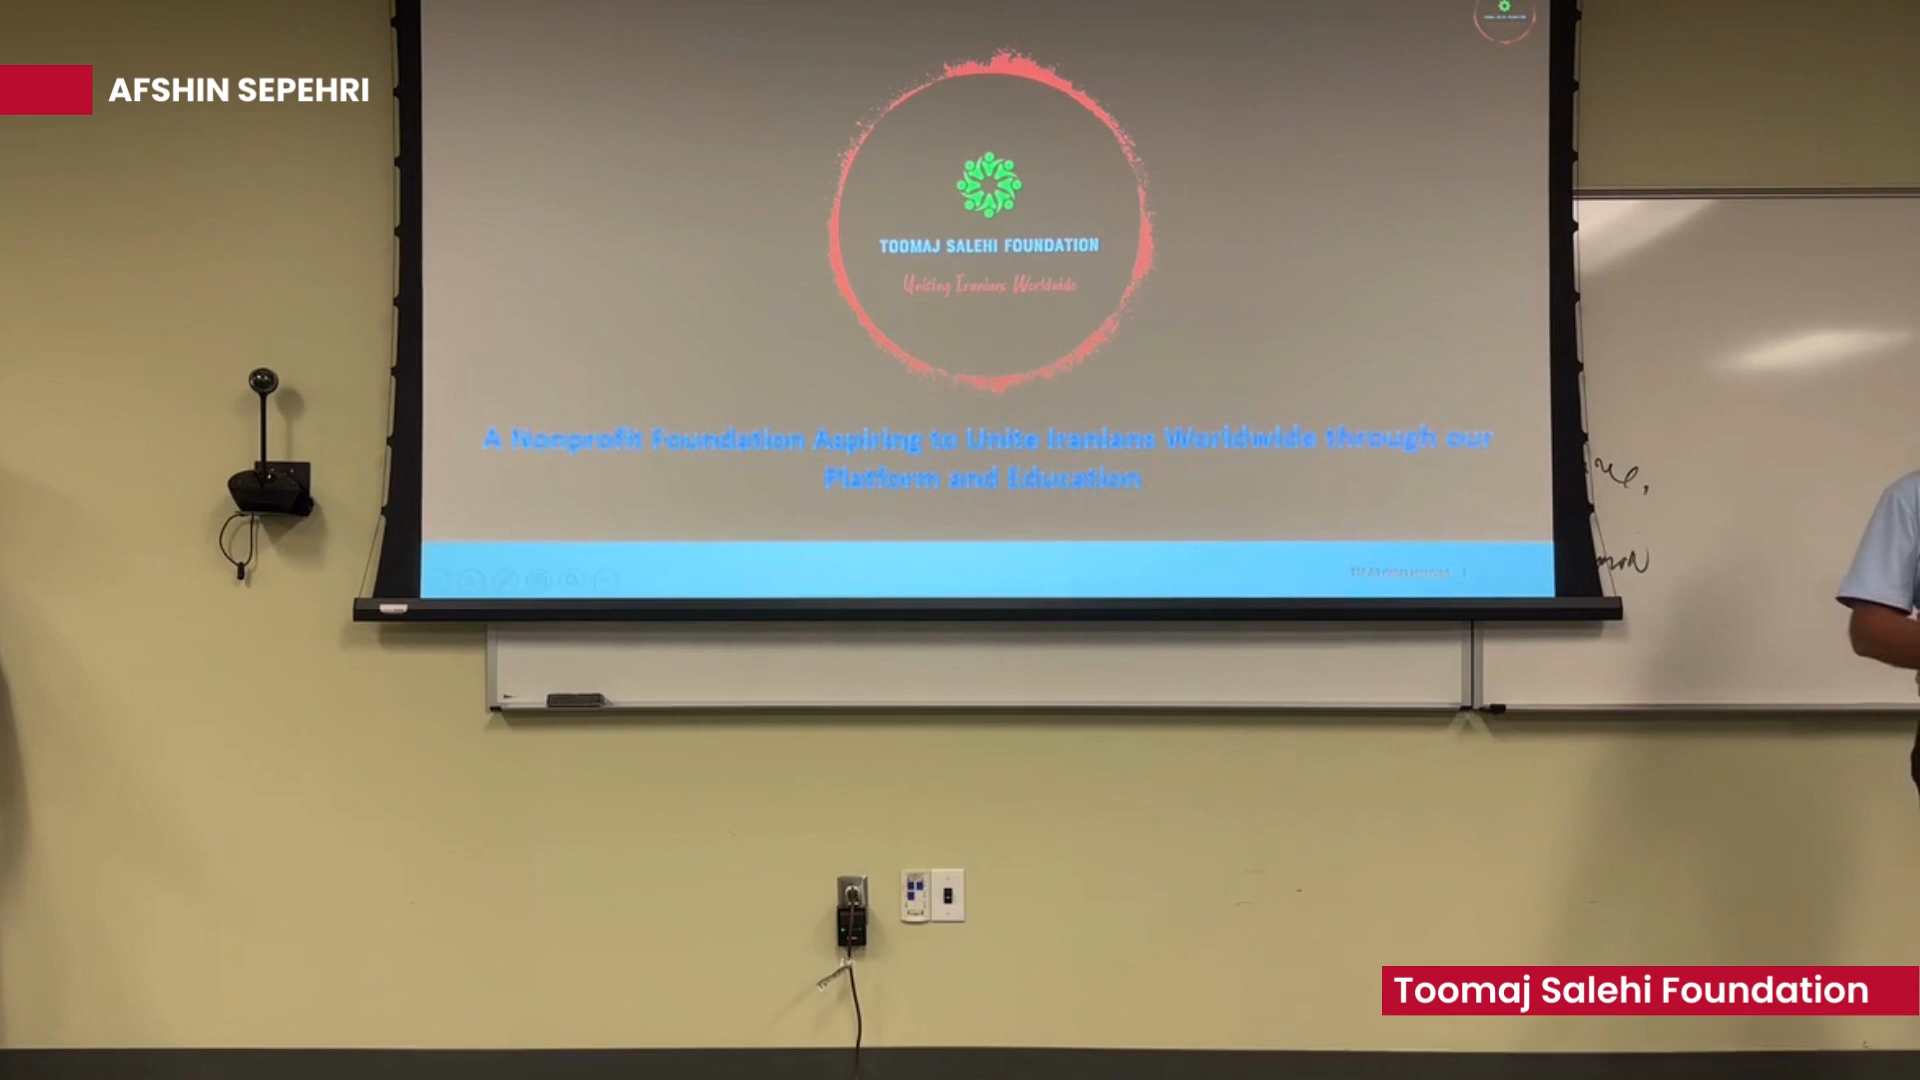 AFSHIN SEPEHRI
TOOMAJ SALEHI FOUNDATION
Uniting Iranians Worldwide
A Nonprofit Foundation Aspiring to Unite Iranians Worldwide through our
Platform and Education
Toomaj Salehi Foundation